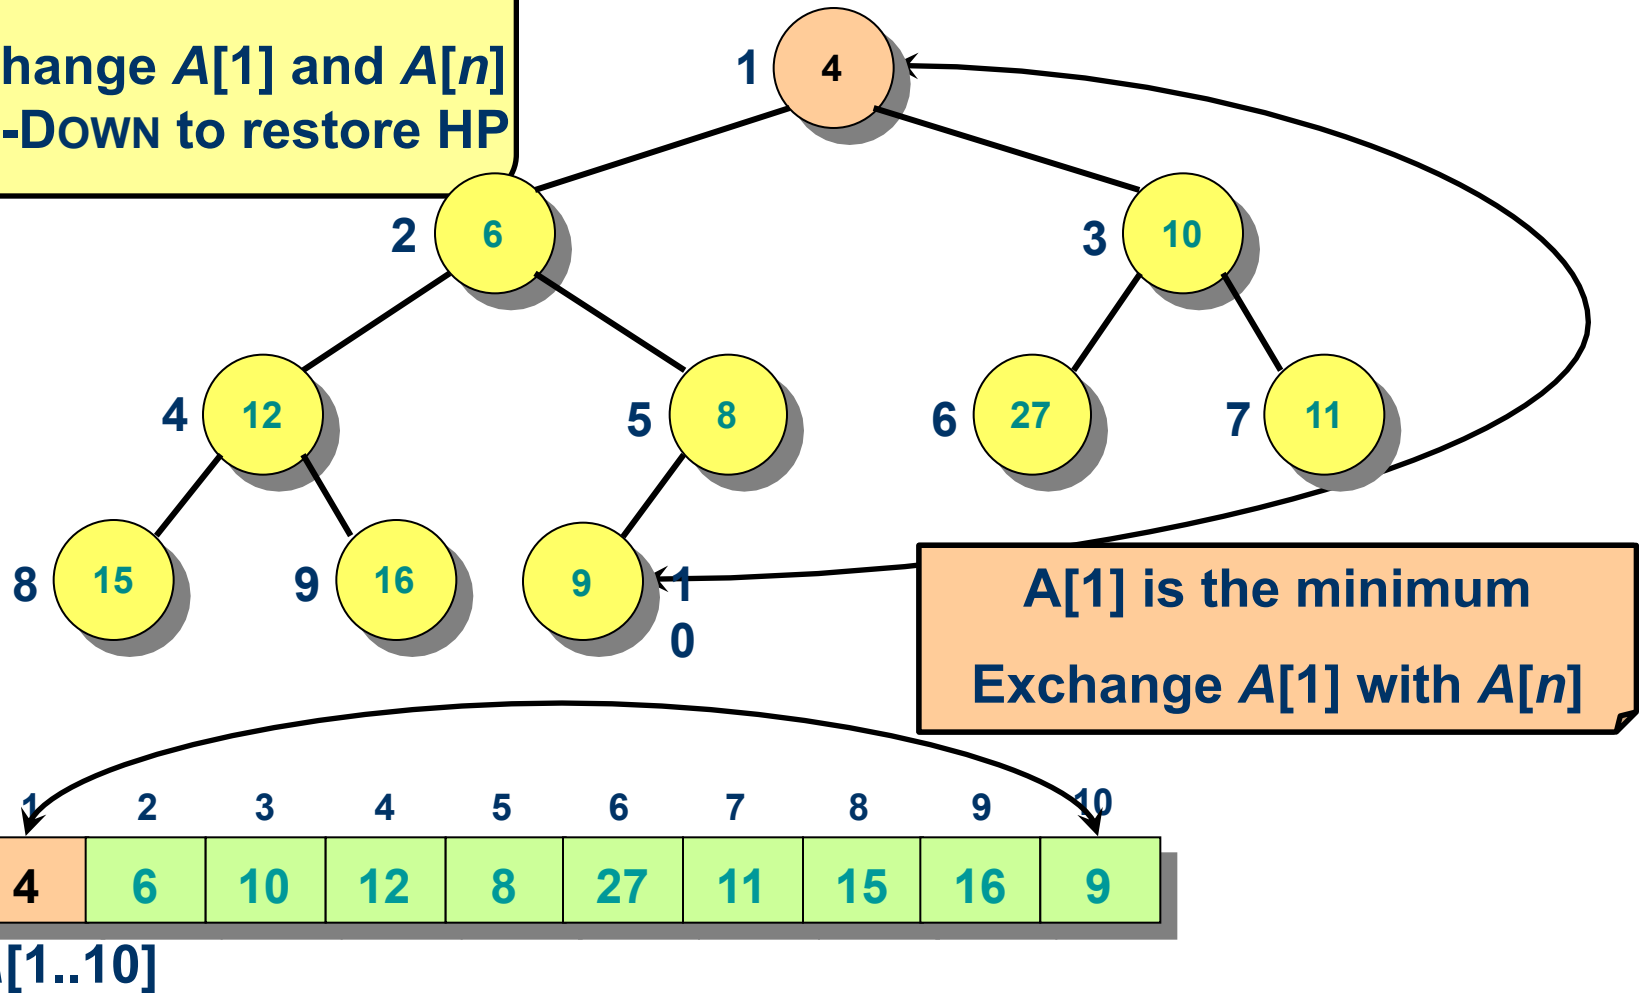 hange A[1] and A[n]
-DOWN to restore HP
1 4
2 6
3 10
4 12
5 8
6 27
7 11
8 15
9 16
9 1
0
A[1] is the minimum
Exchange A[1] with A[n]
1 2 3 4 5 6 7 8 9 10
4 6 10 12 8 27 11 15 16 9
[1..10]